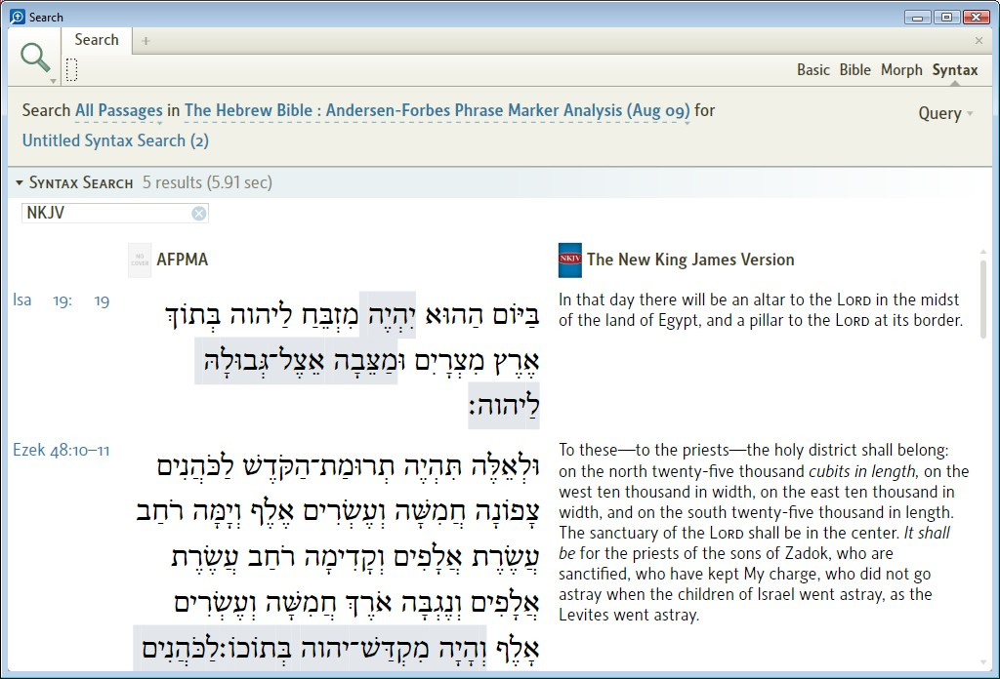 Search
Search
Basic Bible Morph Syntax
Search All Passages in The Hebrew Bible : Andersen-Forbes Phrase Marker Analysis (Aug 09) for
Query
Untitled Syntax Search (2)
SYNTAX SEARCH 5 results (5.91 sec)
NKJV
NO COVER
AFPMA
NKJV
The New King James Version
Isa 19: 19
בַּיּוֹם הַהוּא יִהְיֶה מִזְבֵּחַ לַיהוה בְּתוֹךְ
אֶרֶץ מִצְרָיִם וּמַצֵּבָה אֵצֶל־גְּבוּלָהּ
לַיהוה׃
In that day there will be an altar to the LORD in the midst
of the land of Egypt, and a pillar to the LORD at its border.
Ezek 48:10–11
וּלְאֵלֶּה תִּהְיֶה תְרוּמַת־הַקֹּדֶשׁ לַכֹּהֲנִים
צָפוֹנָה חֲמִשָּׁה וְעֶשְׂרִים אֶלֶף וְיָמָּה רֹחַב
עֲשֶׂרֶת אֲלָפִים וְקָדִימָה רֹחַב עֲשֶׂרֶת
אֲלָפִים וְנֶגְבָּה אֹרֶךְ חֲמִשָּׁה וְעֶשְׂרִים
אָלֶף וְהָיָה מִקְדַּשׁ־יהוה בְּתוֹכוֹ׃לַכֹּהֲנִים
To these—to the priests—the holy district shall belong:
on the north twenty-five thousand cubits in length, on the
west ten thousand in width, on the east ten thousand in
width, and on the south twenty-five thousand in length.
The sanctuary of the LORD shall be in the center. It shall
be for the priests of the sons of Zadok, who are
sanctified, who have kept My charge, who did not go
astray when the children of Israel went astray, as the
Levites went astray.